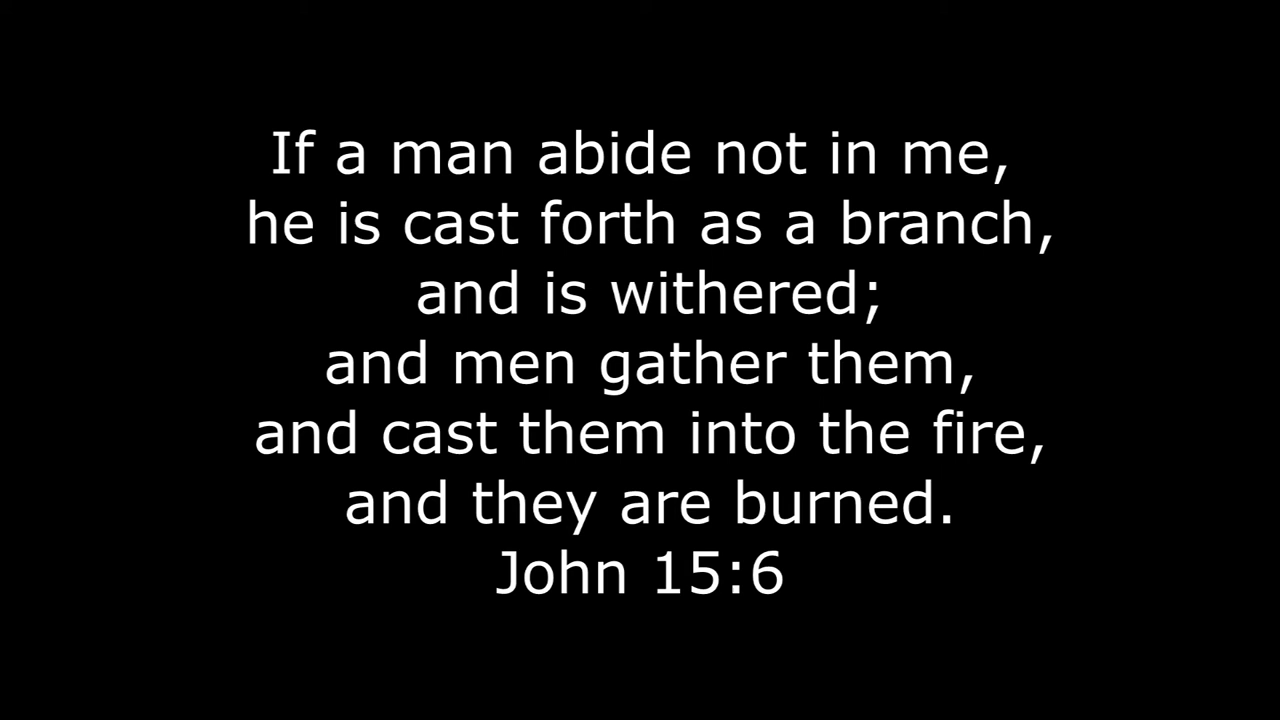 If a man abide not in me,
he is cast forth as a branch,
and is withered;
and men gather them,
and cast them into the fire,
and they are burned.
John 15:6